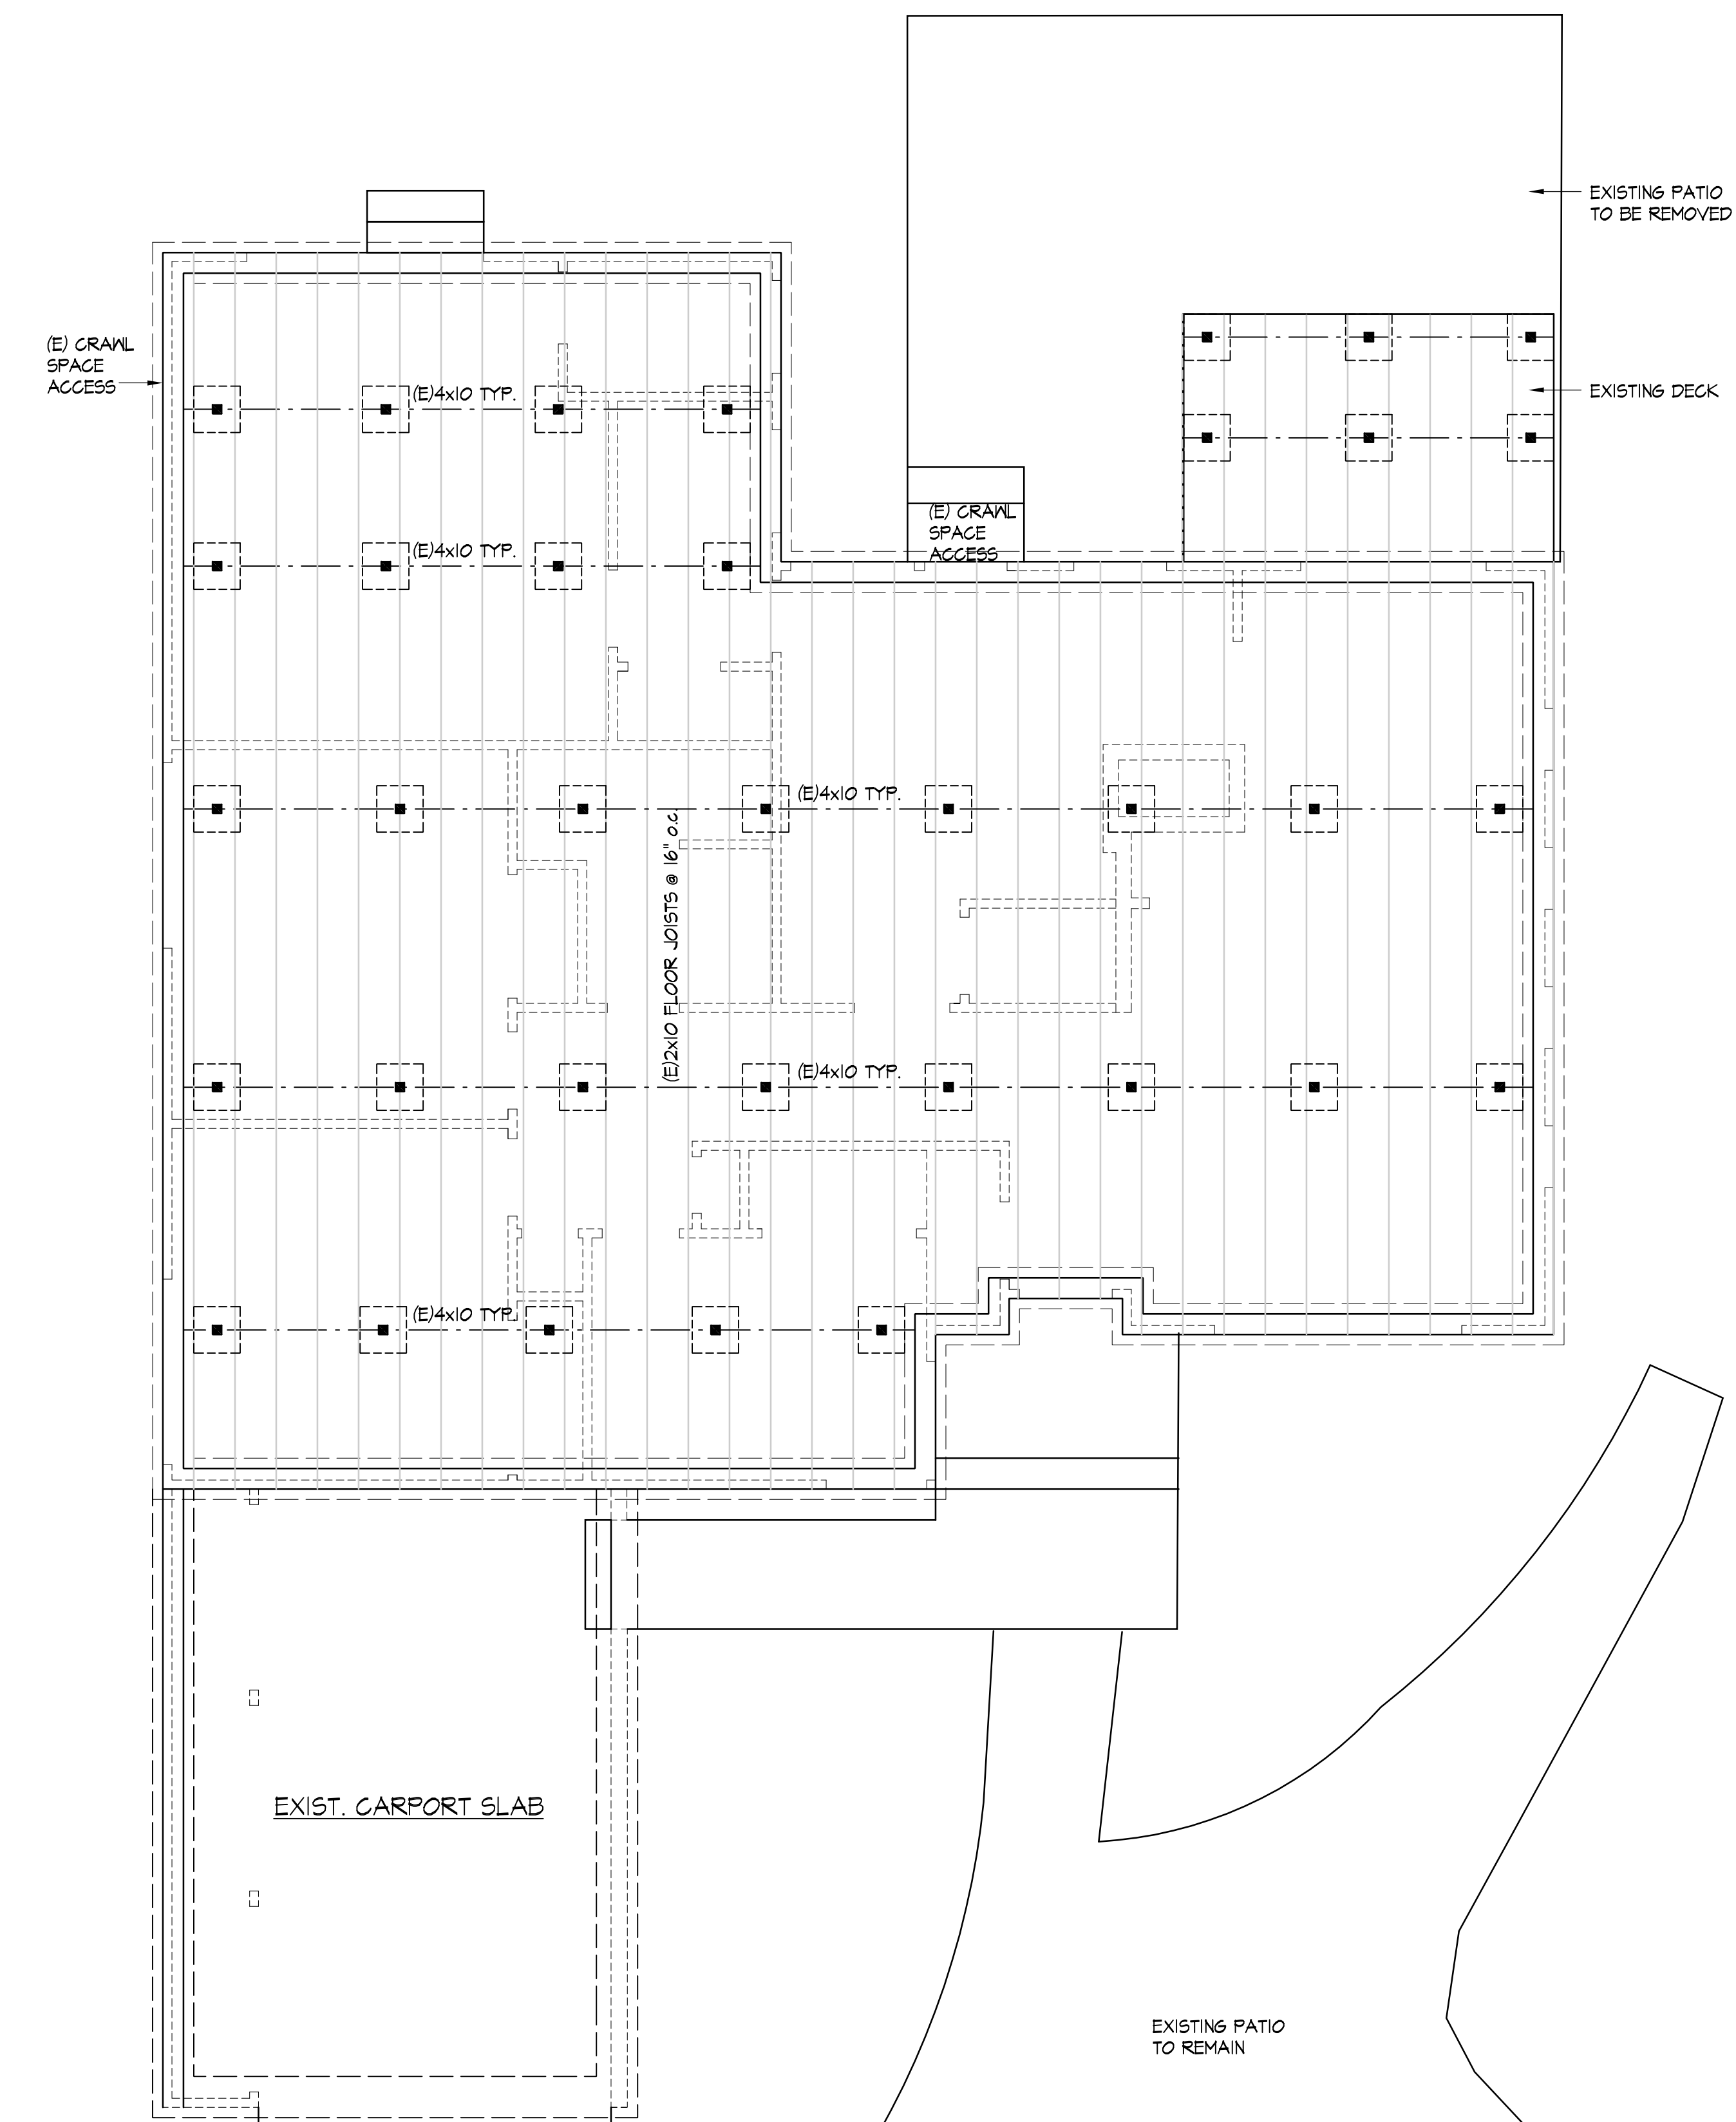 EXISTING PATIO
TO BE REMOVED
(E) CRAWL
SPACE
ACCESS
EXISTING DECK
(E)4x10 TYP.
(E) CRAWL
SPACE
ACCESS
(E)4x10 TYP.
(E)4x10 TYP.
(E)2x10 FLOOR JOISTS @ 16" o.c.
(E)4x10 TYP.
(E)4x10 TYP.
EXIST. CARPORT SLAB
EXISTING PATIO
TO REMAIN